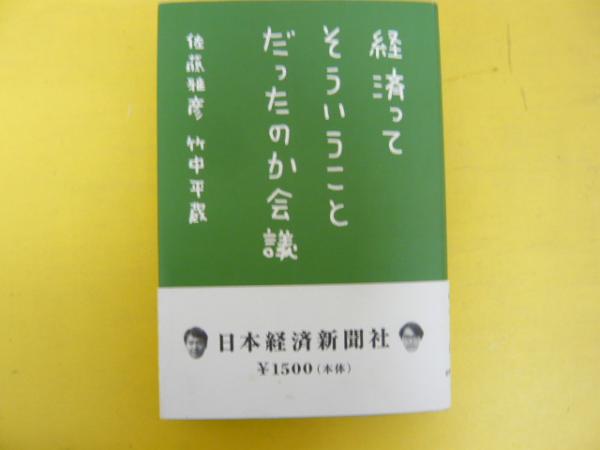 経済って
そういうこと
だったのか会議
佐藤雅彦 竹中平蔵
日本経済新聞社
¥1500(本体)